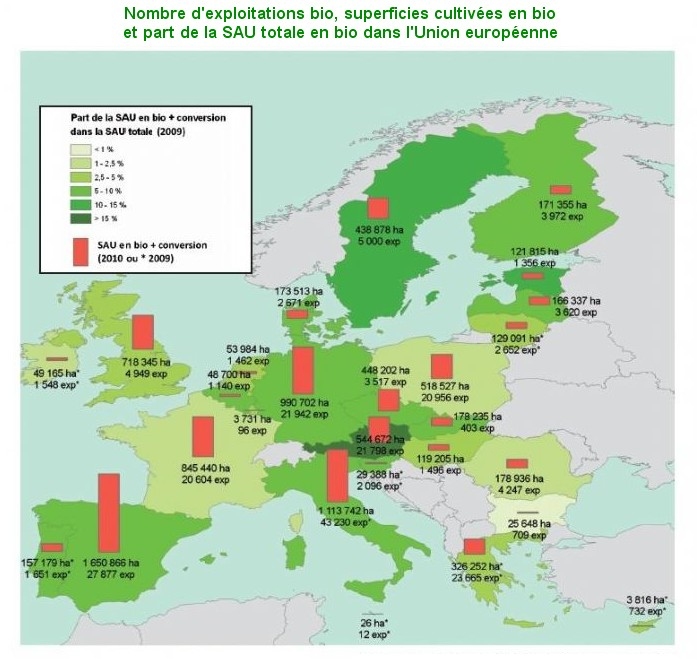 Nombre d'exploitations bio, superficies cultivées en bio
et part de la SAU totale en bio dans l'Union européenne
Part de la SAU en bio + conversion
dans la SAU totale (2009)
< 1 %
1 - 2,5 %
2,5 - 5 %
5 - 10 %
10 - 15 %
> 15 %
SAU en bio + conversion
(2010 ou * 2009)
171 355 ha
3 972 exp
438 878 ha
5 000 exp
121 815 ha
1 356 exp
173 513 ha
2 671 exp
166 337 ha
3 620 exp
129 091 ha*
2 652 exp*
53 984 ha
1 462 exp
718 345 ha
4 949 exp
49 165 ha*
1 548 exp*
48 700 ha*
1 140 exp
448 202 ha
3 517 exp
518 527 ha
20 956 exp
990 702 ha
21 942 exp
3 731 ha
96 exp
178 235 ha
403 exp
544 672 ha
21 798 exp
119 205 ha
1 496 exp
845 440 ha
20 604 exp
29 388 ha*
2 096 exp*
178 936 ha
4 247 exp
1 113 742 ha
43 230 exp*
25 648 ha
709 exp
157 179 ha*
1 651 exp*
1 650 866 ha
27 877 exp
326 252 ha*
23 665 exp*
3 816 ha*
732 exp*
26 ha*
12 exp*